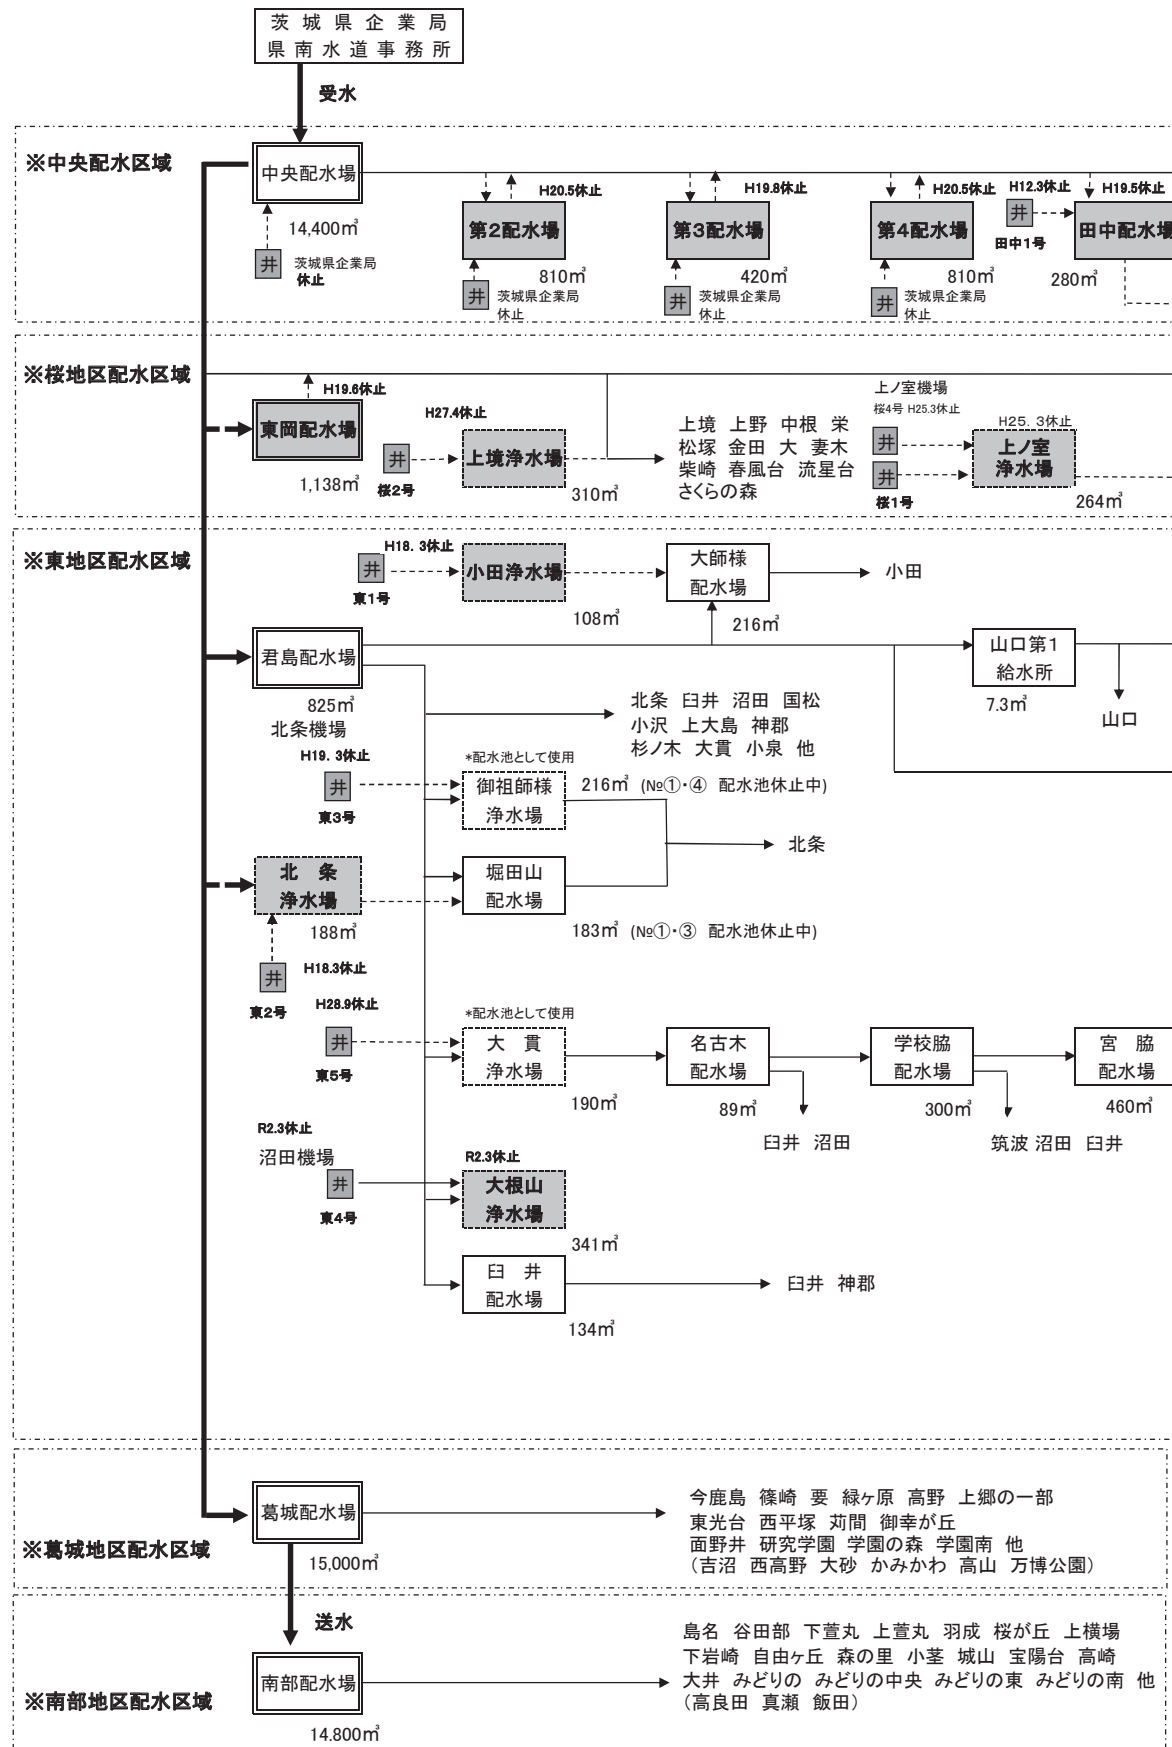 茨城県企業局
県南水道事務所
受水
※中央配水区域
中央配水場
14,400㎥
井
茨城県企業局
休止
H20.5休止
第2配水場
810㎥
井
茨城県企業局
休止
H19.8休止
第3配水場
420㎥
井
茨城県企業局
休止
H20.5休止
第4配水場
810㎥
井
茨城県企業局
休止
H12.3休止
井
田中1号
H19.5休止
田中配水場
280㎥
※桜地区配水区域
H19.6休止
東岡配水場
1,138㎥
H27.4休止
井
桜2号
上境浄水場
310㎥
上境 上野 中根 栄
松塚 金田 大 妻木
柴崎 春風台 流星台
さくらの森
上ノ室機場
桜4号 H25.3休止
井
井
桜1号
H25.3休止
上ノ室
浄水場
264㎥
※東地区配水区域
H18.3休止
井
東1号
小田浄水場
108㎥
大師様
配水場
216㎥
小田
君島配水場
825㎥
山口第1
給水所
7.3㎥
山口
北条 臼井 沼田 国松
小沢 上大島 神郡
杉ノ木 大貫 小泉 他
北条機場
H19.3休止
井
東3号
*配水池として使用
御祖師様
浄水場
216㎥ (№①・④ 配水池休止中)
北条
北 条
浄水場
188㎥
堀田山
配水場
183㎥ (№①・③ 配水池休止中)
井
H18.3休止
東2号
H28.9休止
井
東5号
*配水池として使用
大 貫
浄水場
190㎥
名古木
配水場
89㎥
臼井 沼田
学校脇
配水場
300㎥
筑波 沼田 臼井
宮 脇
配水場
460㎥
R2.3休止
沼田機場
井
東4号
R2.3休止
大根山
浄水場
341㎥
臼 井
配水場
134㎥
臼井 神郡
葛城配水場
15,000㎥
※葛城地区配水区域
今鹿島 篠崎 要 緑ヶ原 高野 上郷の一部
東光台 西平塚 苅間 御幸が丘
面野井 研究学園 学園の森 学園南 他
(吉沼 西高野 大砂 かみかわ 高山 万博公園)
送水
※南部地区配水区域
南部配水場
14.800㎥
島名 谷田部 下萱丸 上萱丸 羽成 桜が丘 上横場
下岩崎 自由ヶ丘 森の里 小茎 城山 宝陽台 高崎
大井 みどりの みどりの中央 みどりの東 みどりの南 他
(高良田 真瀬 飯田)